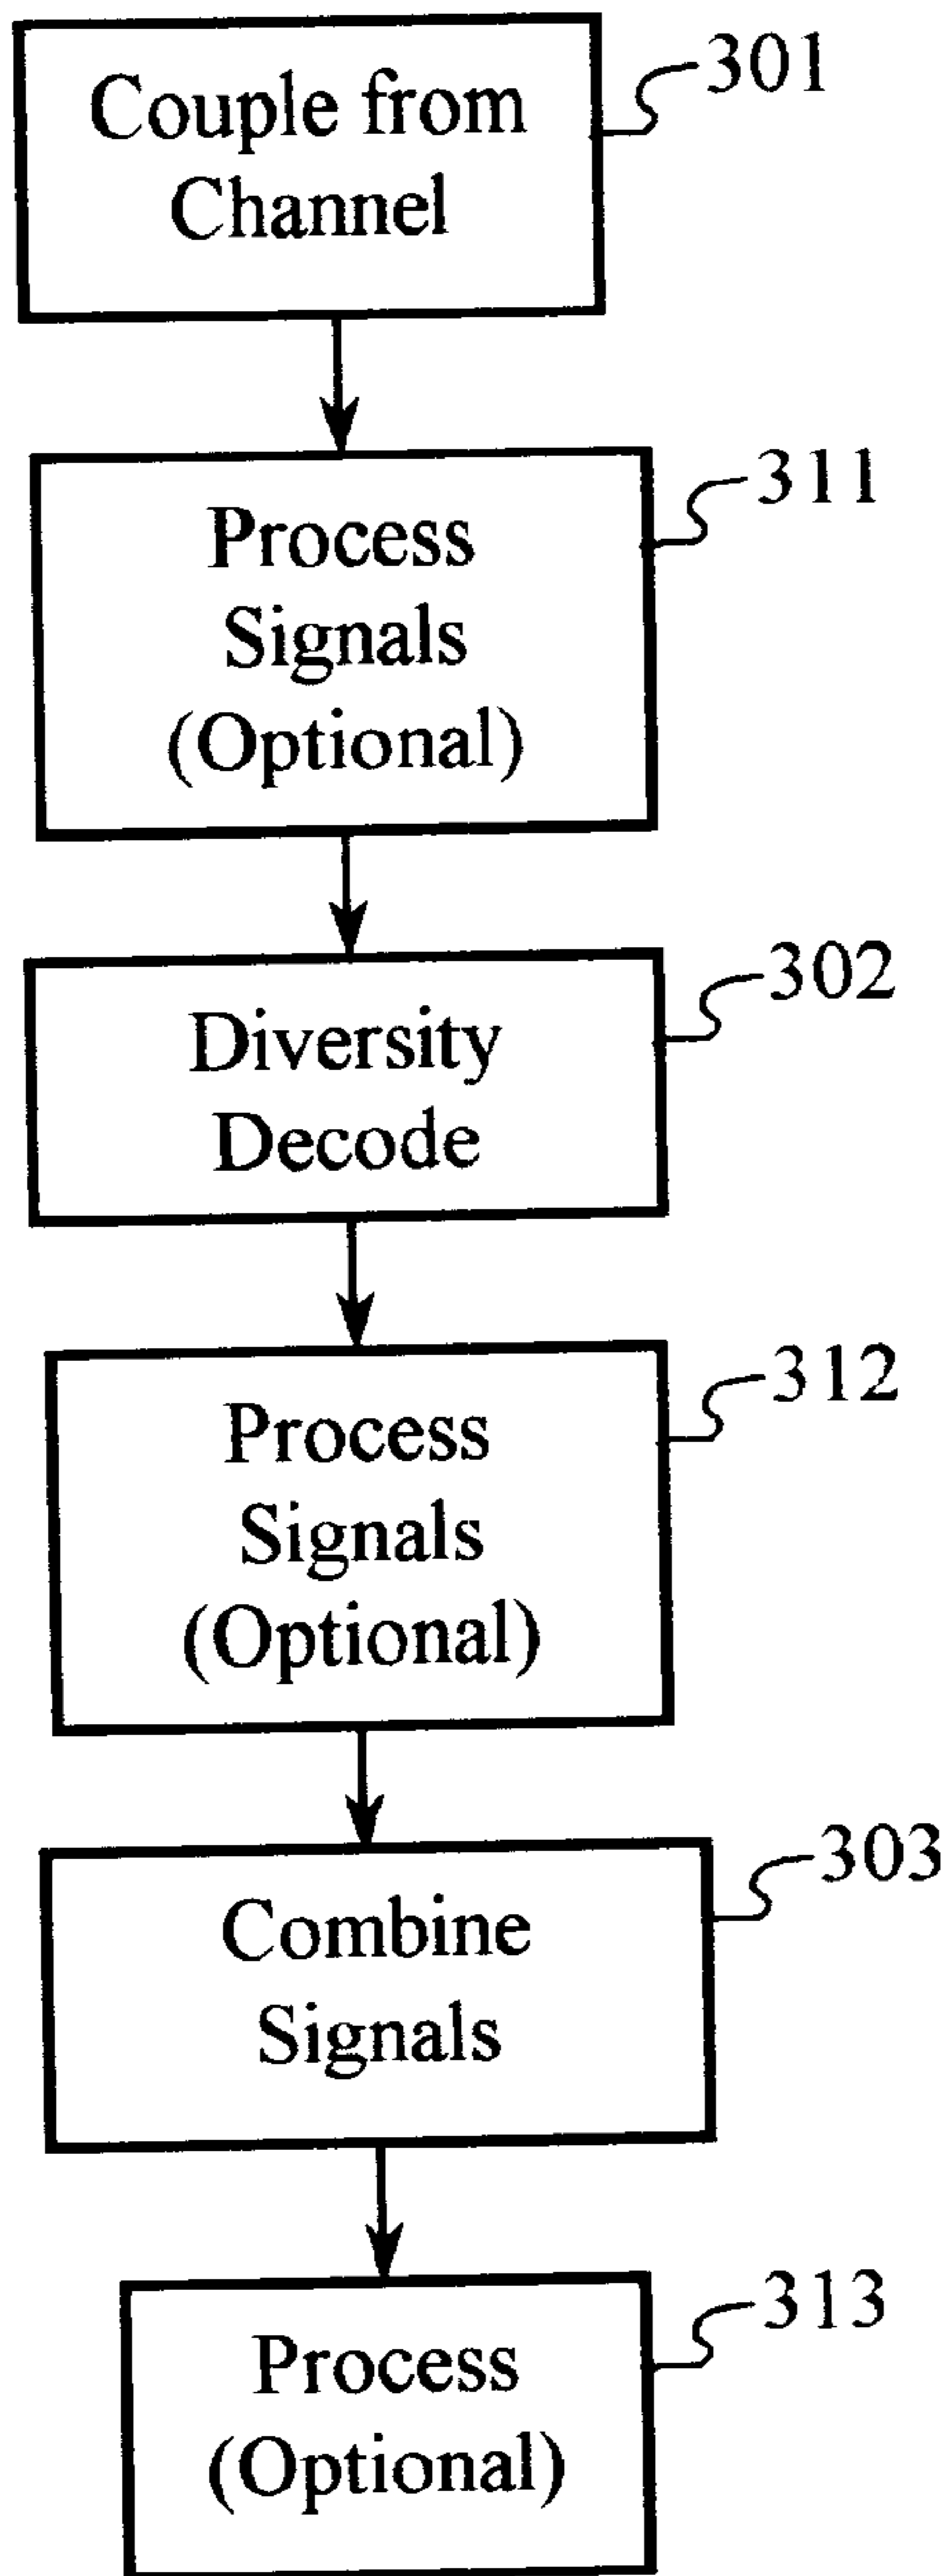 Couple from
Channel
301
Process
Signals
(Optional)
311
Diversity
Decode
302
Process
Signals
(Optional)
312
Combine
Signals
303
Process
(Optional)
313